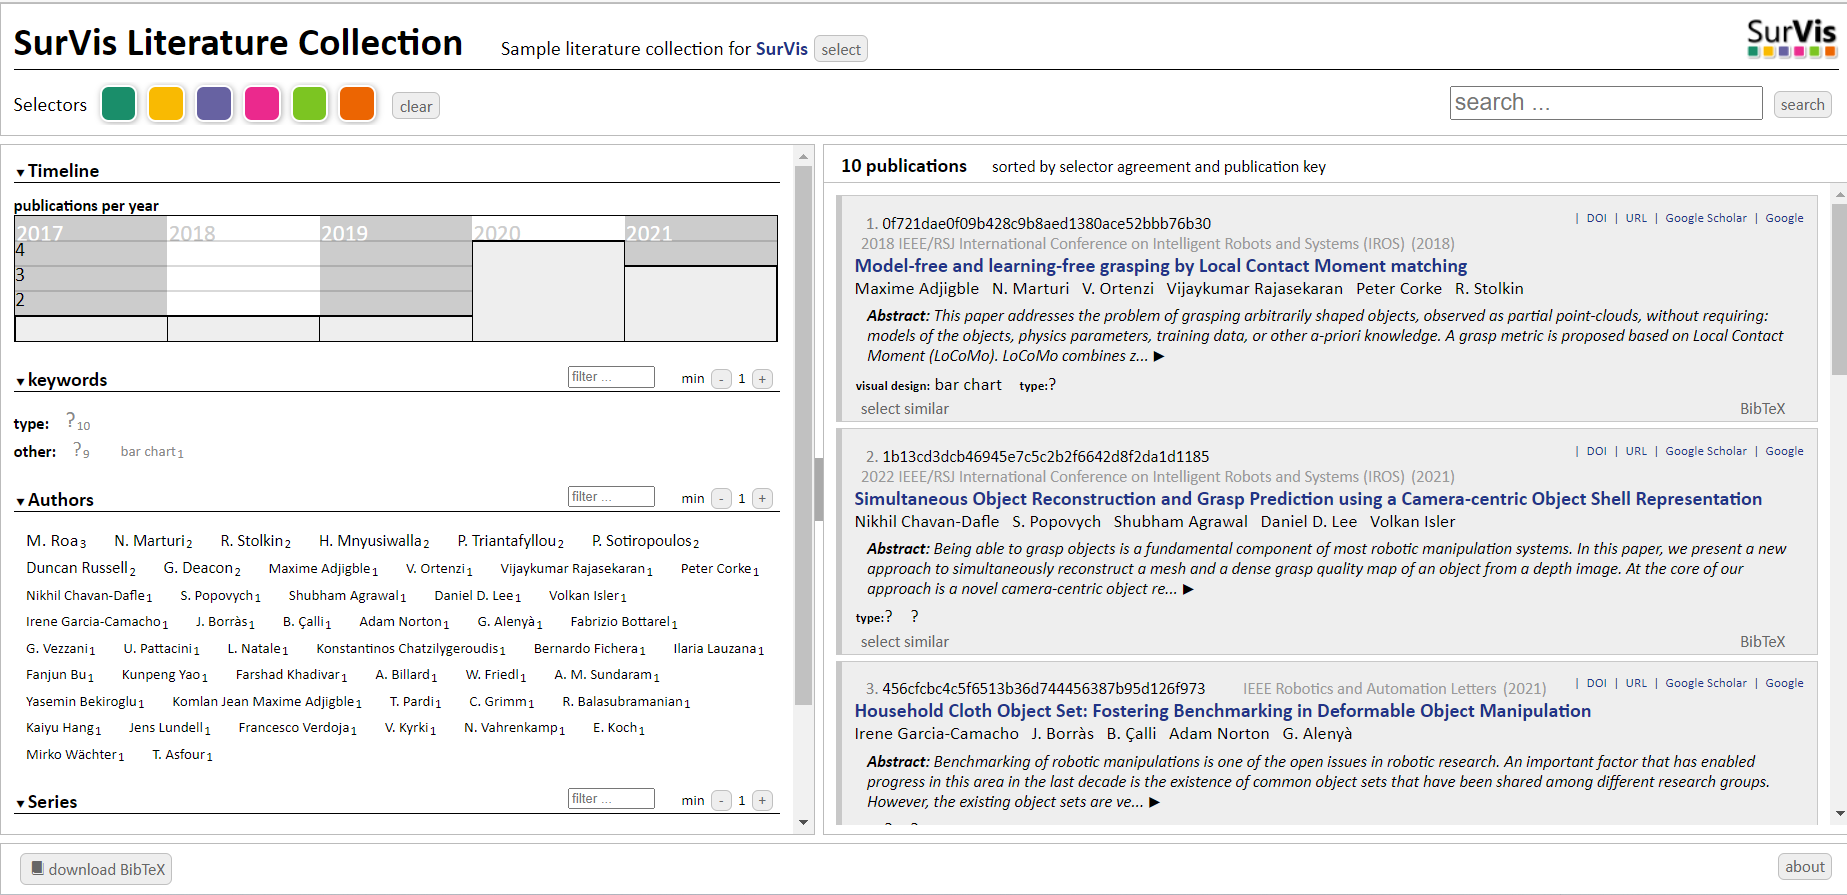 SurVis Literature Collection Sample literature collection for SurVis select SurVis
Selectors clear search ... search
▾ Timeline
publications per year
2017 2018 2019 2020 2021
4
3
2
▾ keywords filter ... min - 1 +
type: ? 10
other: ? 9 bar chart 1
▾ Authors filter ... min - 1 +
M. Roa 3 N. Marturi 2 R. Stolkin 2 H. Mnyusiwalla 2 P. Triantafyllou 2 P. Sotiropoulos 2
Duncan Russell 2 G. Deacon 2 Maxime Adjigble 1 V. Ortenzi 1 Vijaykumar Rajasekaran 1 Peter Corke 1
Nikhil Chavan-Dafle 1 S. Popovych 1 Shubham Agrawal 1 Daniel D. Lee 1 Volkan Isler 1
Irene Garcia-Camacho 1 J. Borràs 1 B. Çalli 1 Adam Norton 1 G. Alenyà 1 Fabrizio Bottarel 1
G. Vezzani 1 U. Pattacini 1 L. Natale 1 Konstantinos Chatzilygeroudis 1 Bernardo Fichera 1 Ilaria Lauzana 1
Fanjun Bu 1 Kunpeng Yao 1 Farshad Khadivar 1 A. Billard 1 W. Friedl 1 A. M. Sundaram 1
Yasemin Bekiroglu 1 Komlan Jean Maxime Adjigble 1 T. Pardi 1 C. Grimm 1 R. Balasubramanian 1
Kaiyu Hang 1 Jens Lundell 1 Francesco Verdoja 1 V. Kyrki 1 N. Vahrenkamp 1 E. Koch 1
Mirko Wächter 1 T. Asfour 1
▾ Series filter ... min - 1 +
10 publications sorted by selector agreement and publication key
1. 0f721dae0f09b428c9b8aed1380ace52bbb76b30 | DOI | URL | Google Scholar | Google
2018 IEEE/RSJ International Conference on Intelligent Robots and Systems (IROS) (2018)
Model-free and learning-free grasping by Local Contact Moment matching
Maxime Adjigble N. Marturi V. Ortenzi Vijaykumar Rajasekaran Peter Corke R. Stolkin
Abstract: This paper addresses the problem of grasping arbitrarily shaped objects, observed as partial point-clouds, without requiring:
models of the objects, physics parameters, training data, or other a-priori knowledge. A grasp metric is proposed based on Local Contact
Moment (LoCoMo). LoCoMo combines z... ▶
visual design: bar chart type:?
select similar BibTeX
2. 1b13cd3dcb46945e7c5c2b2f6642d8f2da1d1185 | DOI | URL | Google Scholar | Google
2022 IEEE/RSJ International Conference on Intelligent Robots and Systems (IROS) (2021)
Simultaneous Object Reconstruction and Grasp Prediction using a Camera-centric Object Shell Representation
Nikhil Chavan-Dafle S. Popovych Shubham Agrawal Daniel D. Lee Volkan Isler
Abstract: Being able to grasp objects is a fundamental component of most robotic manipulation systems. In this paper, we present a new
approach to simultaneously reconstruct a mesh and a dense grasp quality map of an object from a depth image. At the core of our
approach is a novel camera-centric object re... ▶
type:? ?
select similar BibTeX
3. 456cfcbc4c5f6513b36d744456387b95d126f973 IEEE Robotics and Automation Letters (2021) | DOI | URL | Google Scholar | Google
Household Cloth Object Set: Fostering Benchmarking in Deformable Object Manipulation
Irene Garcia-Camacho J. Borràs B. Çalli Adam Norton G. Alenyà
Abstract: Benchmarking of robotic manipulations is one of the open issues in robotic research. An important factor that has enabled
progress in this area in the last decade is the existence of common object sets that have been shared among different research groups.
However, the existing object sets are ve... ▶
download BibTeX about